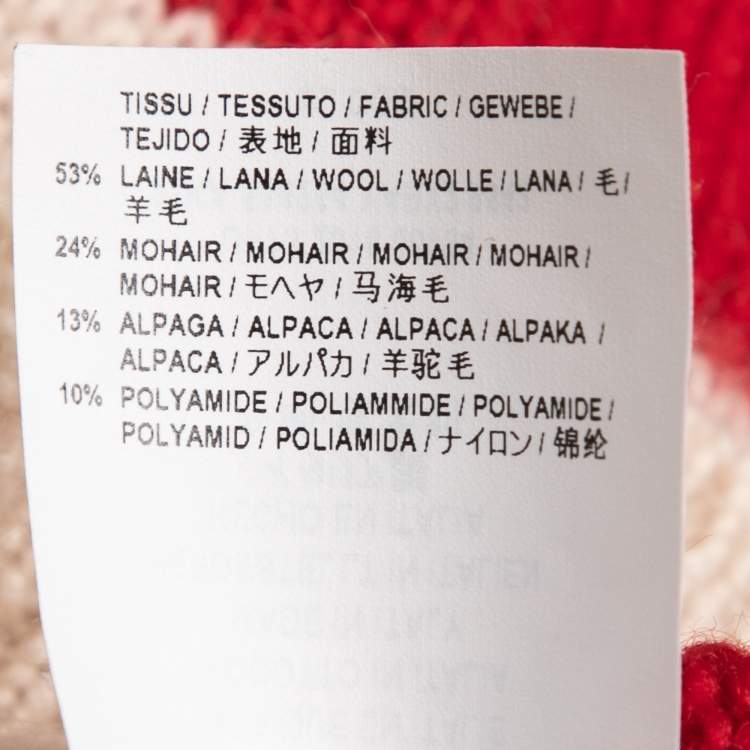 TISSU / TESSUTO / FABRIC / GEWEBE /
TEJIDO / 表地 / 面料
53% LAINE / LANA / WOOL / WOLLE / LANA / 毛 /
羊毛
24% MOHAIR / MOHAIR / MOHAIR / MOHAIR /
MOHAIR / モヘヤ / 马海毛
13% ALPAGA / ALPACA / ALPACA / ALPAKA /
ALPACA / アルパカ / 羊驼毛
10% POLYAMIDE / POLIAMMIDE / POLYAMIDE /
POLYAMID / POLIAMIDA / ナイロン / 锦纶